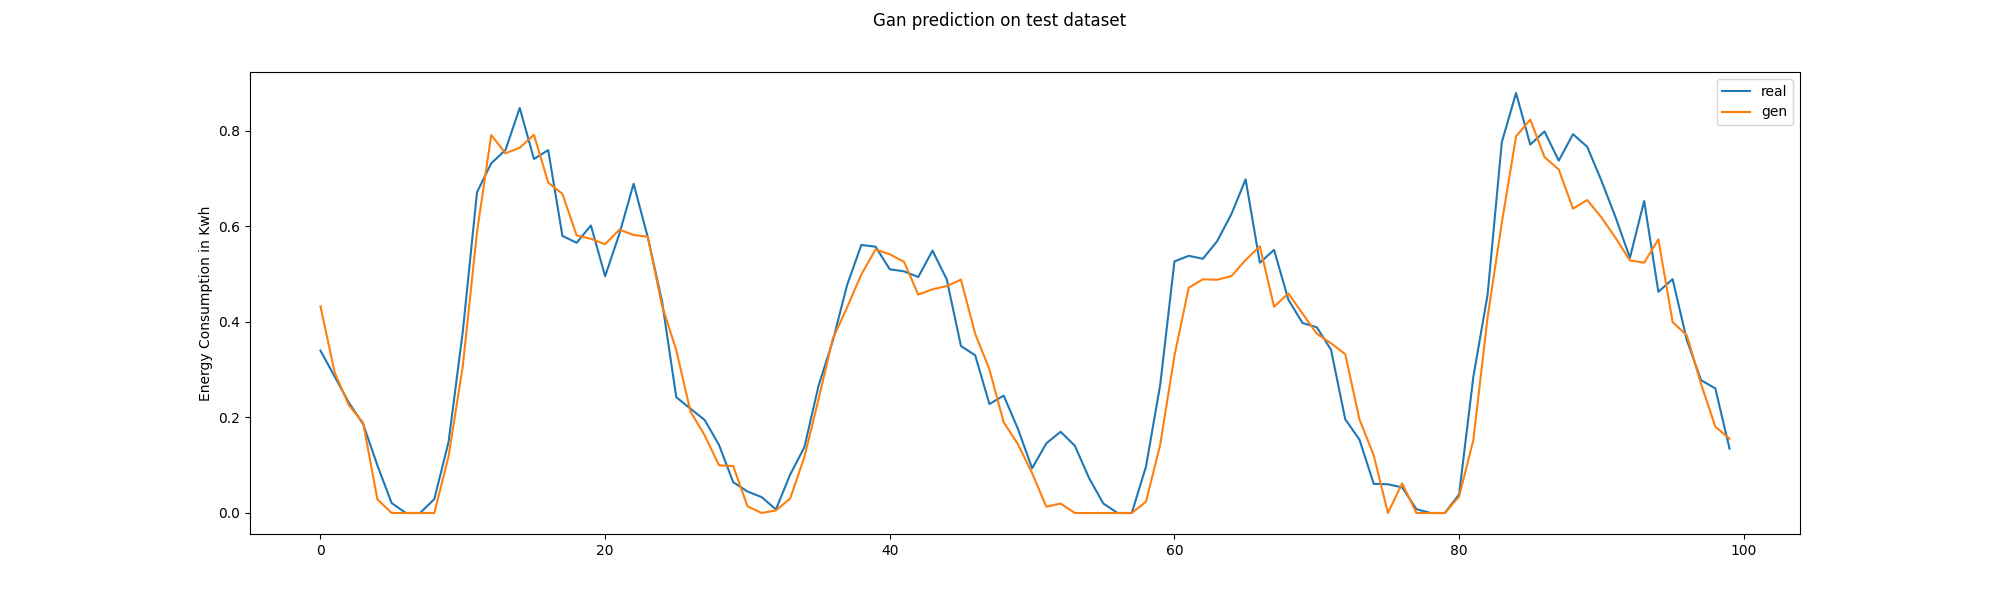 Gan prediction on test dataset
real
gen
Energy Consumption in Kwh
0.8
0.6
0.4
0.2
0.0
0 20 40 60 80 100